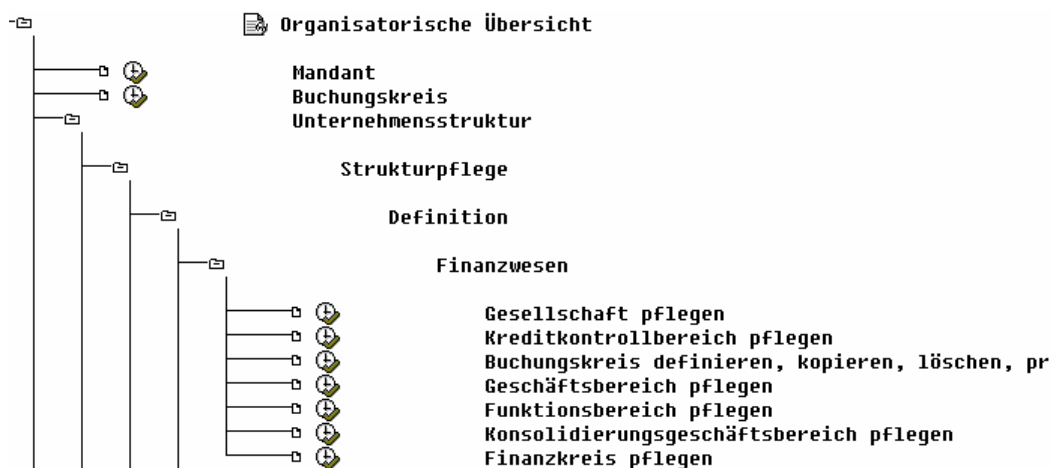 Organisatorische Übersicht
Mandant
Buchungskreis
Unternehmensstruktur
Strukturpflege
Definition
Finanzwesen
Gesellschaft pflegen
Kreditkontrollbereich pflegen
Buchungskreis definieren, kopieren, löschen, pr
Geschäftsbereich pflegen
Funktionsbereich pflegen
Konsolidierungsgeschäftsbereich pflegen
Finanzkreis pflegen